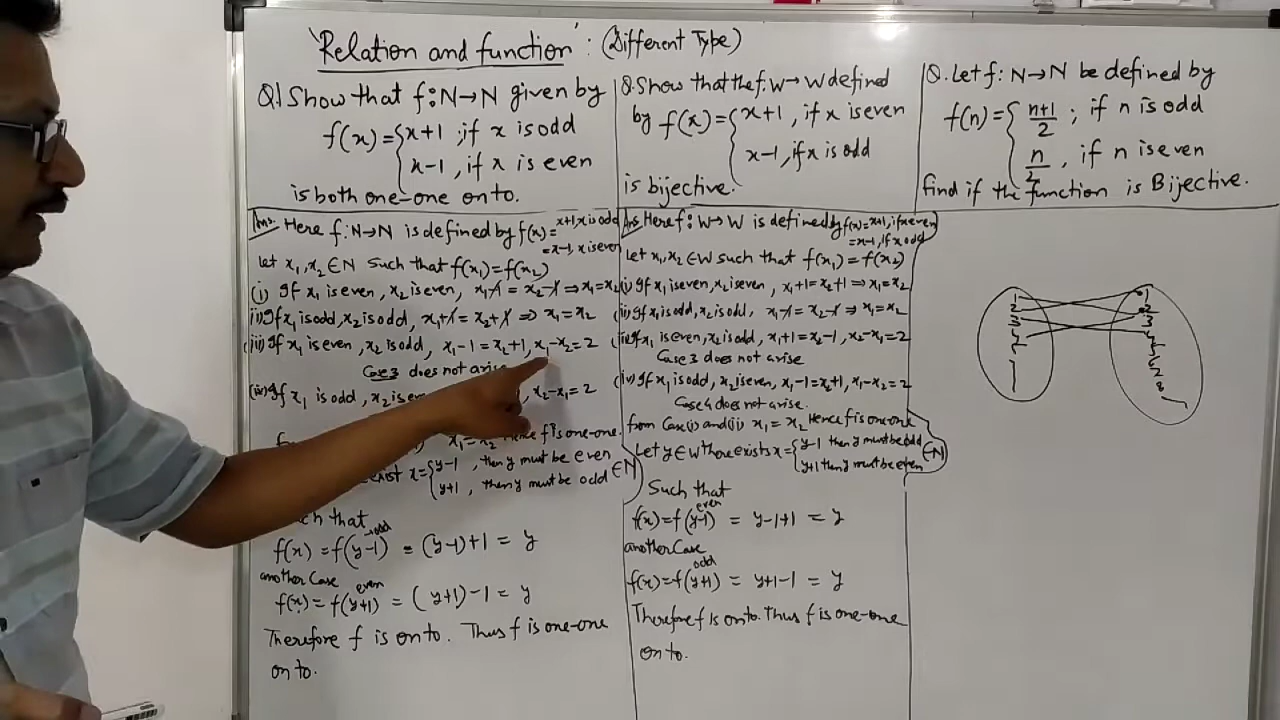 'Relation and function' : (Different Type)
Q.1 Show that f: N→N given by
f(x) = { x+1 ; if x is odd
x-1 , if x is even
is both one-one onto.
Ans. Here f: N→N is defined by f(x) = x+1, x is odd
= x-1, x is even
Let x₁, x₂ ∈ N such that f(x₁) = f(x₂)
(i) If x₁ is even, x₂ is even, x₁-1 = x₂-1 ⇒ x₁ = x₂
(ii) If x₁ is odd, x₂ is odd, x₁+1 = x₂+1 ⇒ x₁ = x₂
(iii) If x₁ is even, x₂ is odd, x₁-1 = x₂+1, x₁-x₂ = 2
Case 3 does not
(iv) If x₁ is odd, x₂ is , x₂-x₁ = 2
x₁ = x₂ Hence f is one-one.
x = { y-1 , then y must be even
y+1 , then y must be odd ∈ N
that
f(x) = f(y-1) odd = (y-1)+1 = y
another Case
f(x) = f(y+1) even = (y+1)-1 = y
Therefore f is onto. Thus f is one-one
onto.
Q. Show that the f: W→W defined
by f(x) = { x+1 , if x is even
x-1, if x is odd
is bijective.
Ans. Here f: W→W is defined by f(x) = x+1, if x even
= x-1, if x odd
Let x₁, x₂ ∈ W such that f(x₁) = f(x₂)
(i) If x₁ is even, x₂ is even, x₁+1 = x₂+1 ⇒ x₁ = x₂
(ii) If x₁ is odd, x₂ is odd, x₁-1 = x₂-1 ⇒ x₁ = x₂
(iii) If x₁ is even, x₂ is odd, x₁+1 = x₂-1, x₂-x₁ = 2
Case 3 does not arise
(iv) If x₁ is odd, x₂ is even, x₁-1 = x₂+1, x₁-x₂ = 2
Case 4 does not arise.
from Case (i) and (ii) x₁ = x₂ Hence f is one-one
Let y ∈ W there exists x = { y-1 then y must be odd
y+1 then y must be even ∈ N
Such that
f(x) = f(y-1) even = y-1+1 = y
another Case
f(x) = f(y+1) odd = y+1-1 = y
Therefore f is onto. Thus f is one-one
onto.
Q. Let f: N→N be defined by
f(n) = { n+1/2 ; if n is odd
n/2 , if n is even
find if the function is Bijective.
1 1
2 2
3 3